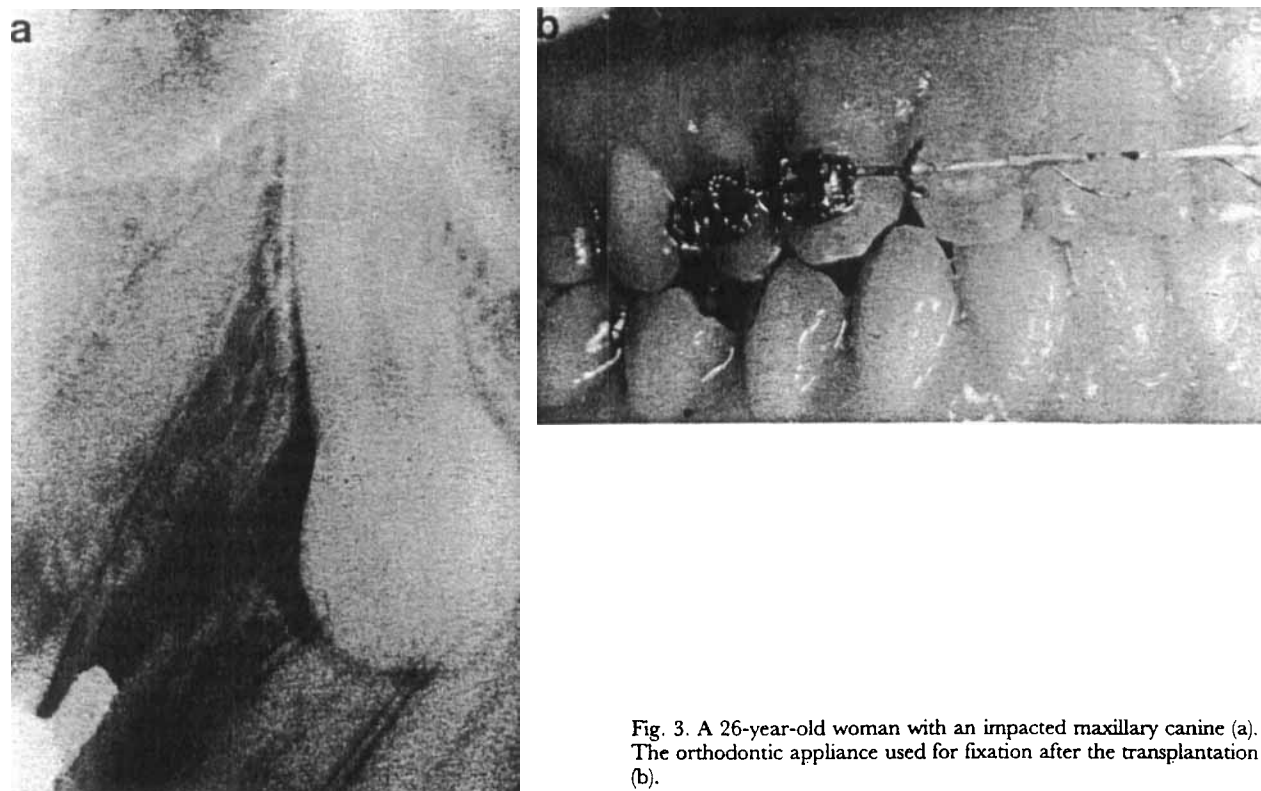 a
b
Fig. 3. A 26-year-old woman with an impacted maxillary canine (a).
The orthodontic appliance used for fixation after the transplantation
(b).